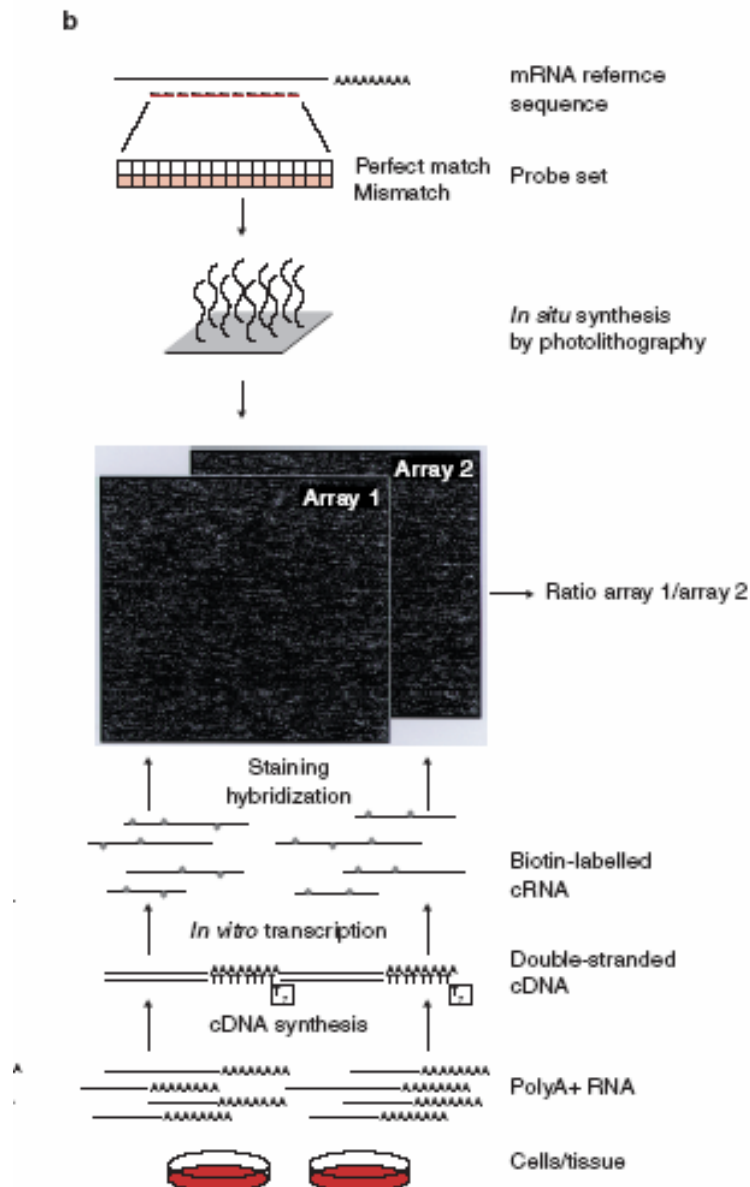 b
AAAAAAAAA
mRNA refernce
sequence
Perfect match
Mismatch
Probe set
In situ synthesis
by photolithography
Array 2
Array 1
Ratio array 1/array 2
Staining
hybridization
Biotin-labelled
cRNA
In vitro transcription
Double-stranded
cDNA
cDNA synthesis
PolyA+ RNA
Cells/tissue